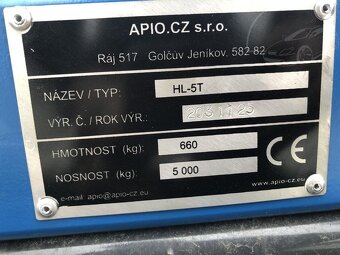 APIO.CZ s.r.o.
Ráj 517 Golčův Jeníkov, 582 82
NÁZEV / TYP: HL-5T
VÝR. Č. / ROK VÝR.:
HMOTNOST (kg): 660
NOSNOST (kg): 5 000
CE
e-mail: apio@apio-cz.eu
www.apio-cz.eu